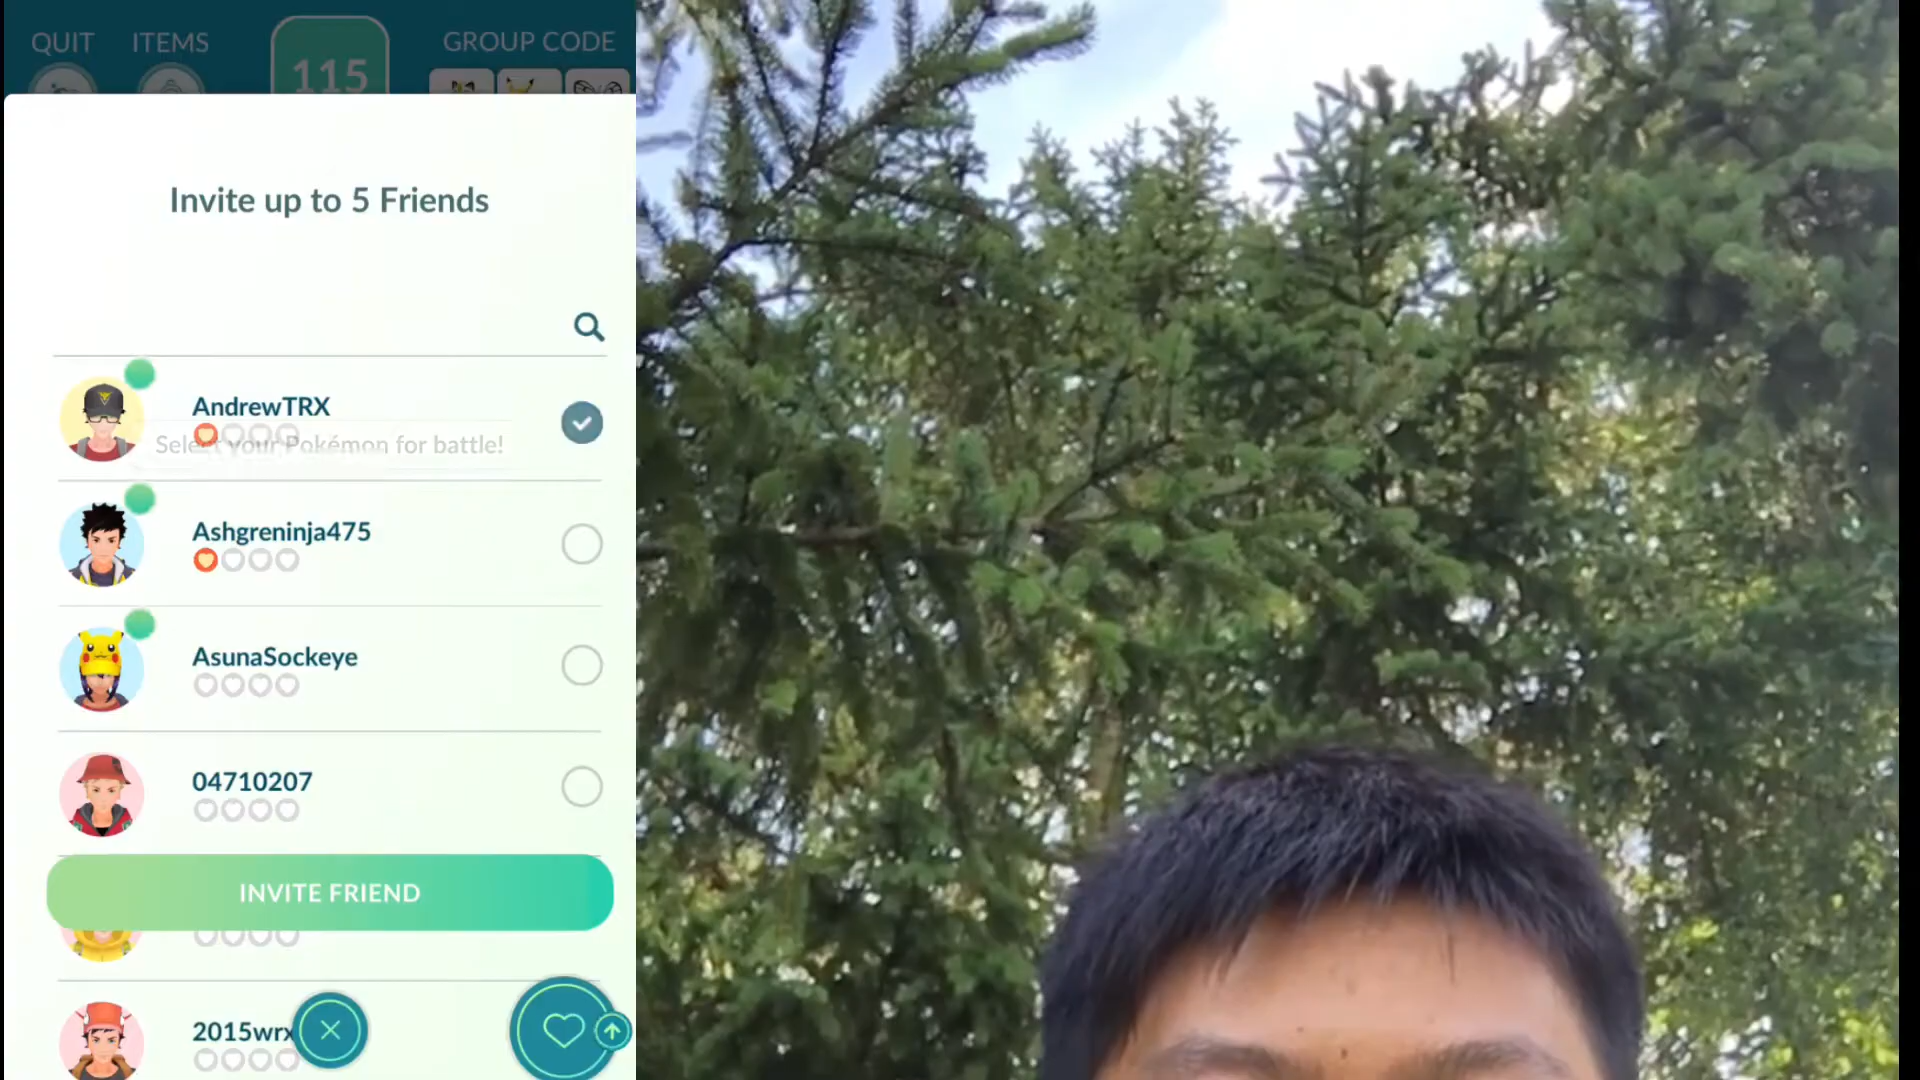 QUIT ITEMS
115
GROUP CODE
Invite up to 5 Friends
AndrewTRX
Select your Pokémon for battle!
Ashgreninja475
AsunaSockeye
04710207
INVITE FRIEND
2015wrx